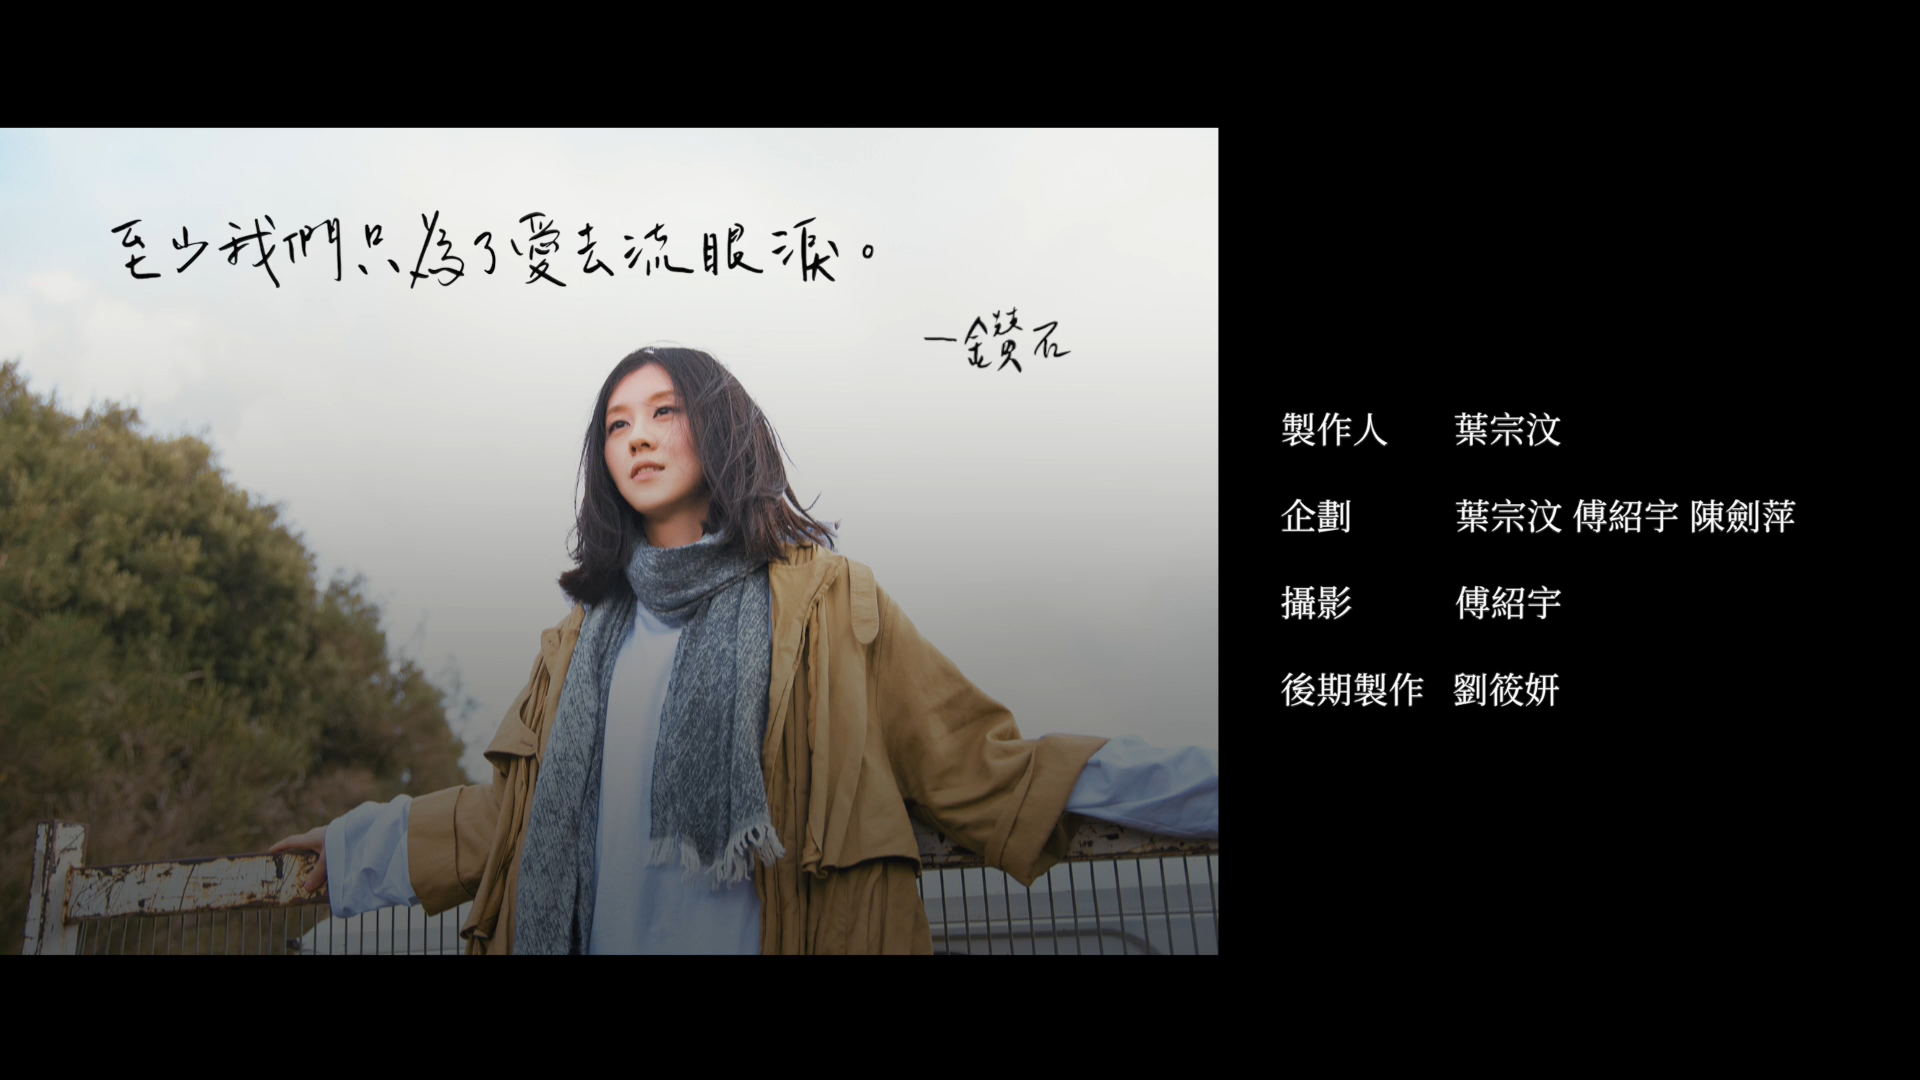 至少我們只為了愛去流眼淚。
—鑽石
製作人 葉宗汶
企劃 葉宗汶 傅紹宇 陳劍萍
攝影 傅紹宇
後期製作 劉筱妍